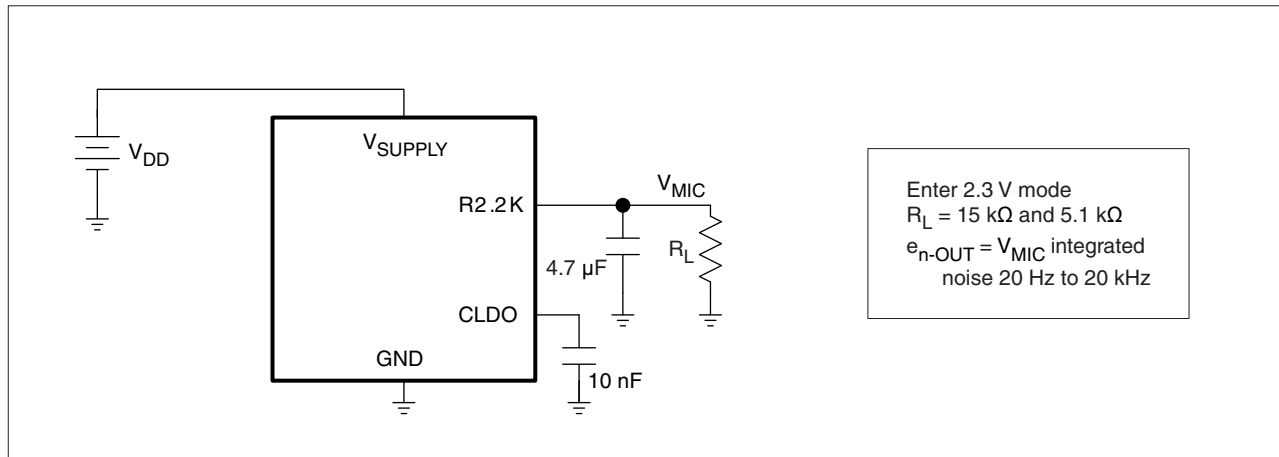 V_SUPPLY
V_DD
V_MIC
R2.2K
R_L
4.7 µF
CLDO
GND
10 nF
Enter 2.3 V mode
R_L = 15 kΩ and 5.1 kΩ
e_n-OUT = V_MIC integrated
noise 20 Hz to 20 kHz